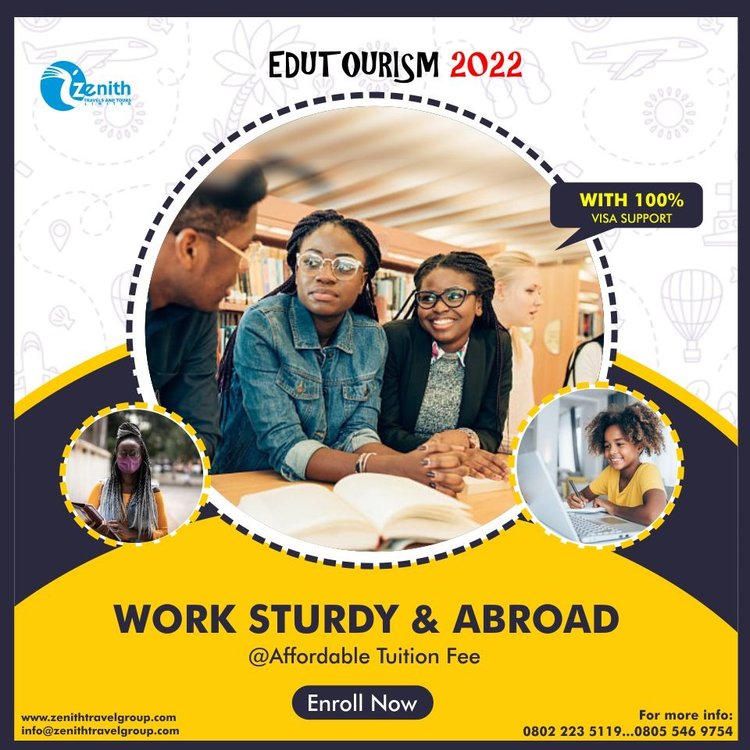 Zenith
TRAVELS AND TOURS
LIMITED
EDUTOURISM 2022
WITH 100%
VISA SUPPORT
WORK STURDY & ABROAD
@Affordable Tuition Fee
Enroll Now
www.zenithtravelgroup.com
info@zenithtravelgroup.com
For more info:
0802 223 5119...0805 546 9754